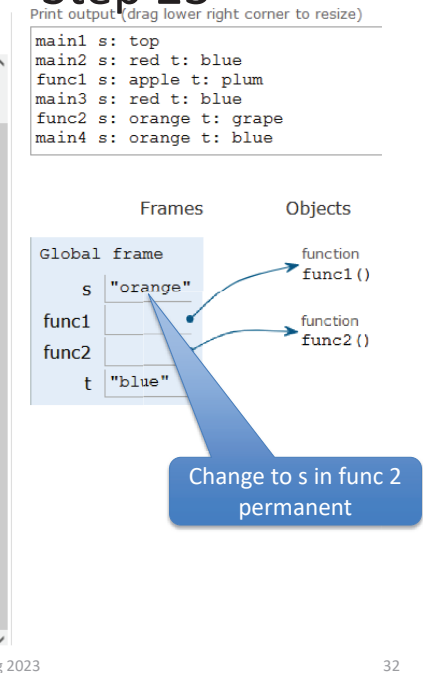 Step
Print output (drag lower right corner to resize)
main1 s: top
main2 s: red t: blue
func1 s: apple t: plum
main3 s: red t: blue
func2 s: orange t: grape
main4 s: orange t: blue
Frames Objects
Global frame
function
func1()
s "orange"
func1
function
func2()
func2
t "blue"
Change to s in func 2
permanent
2023
32